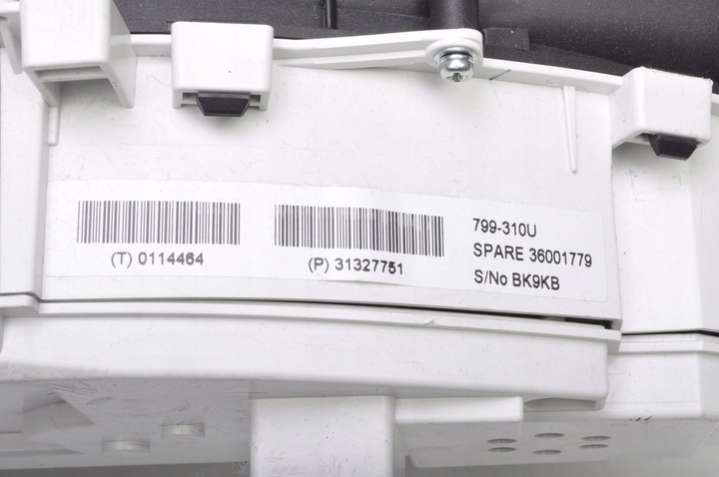 (T) 0114464
(P) 31327751
799-310U
SPARE 36001779
S/No BK9KB